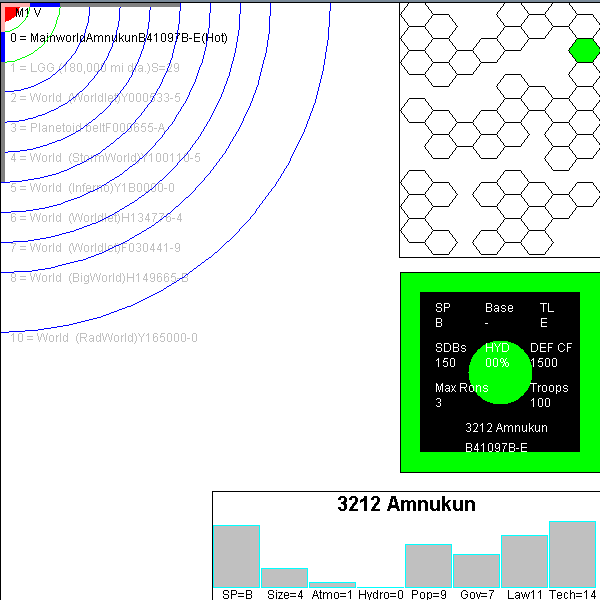 M1 V
0 = MainworldAmnukunB41097B-E(Hot)
1 = LGG (180,000 mi dia.)S=29
2 = World (Worldlet)Y000533-5
3 = Planetoid beltF000655-A
4 = World (StormWorld)Y100110-5
5 = World (Inferno)Y1B0000-0
6 = World (Worldlet)H134776-4
7 = World (Worldlet)F030441-9
8 = World (BigWorld)H149665-B
10 = World (RadWorld)Y165000-0
SP Base TL
B - E
SDBs HYD DEF CF
150 00% 1500
Max Rons Troops
3 100
3212 Amnukun
B41097B-E
3212 Amnukun
SP=B Size=4 Atmo=1 Hydro=0 Pop=9 Gov=7 Law11 Tech=14